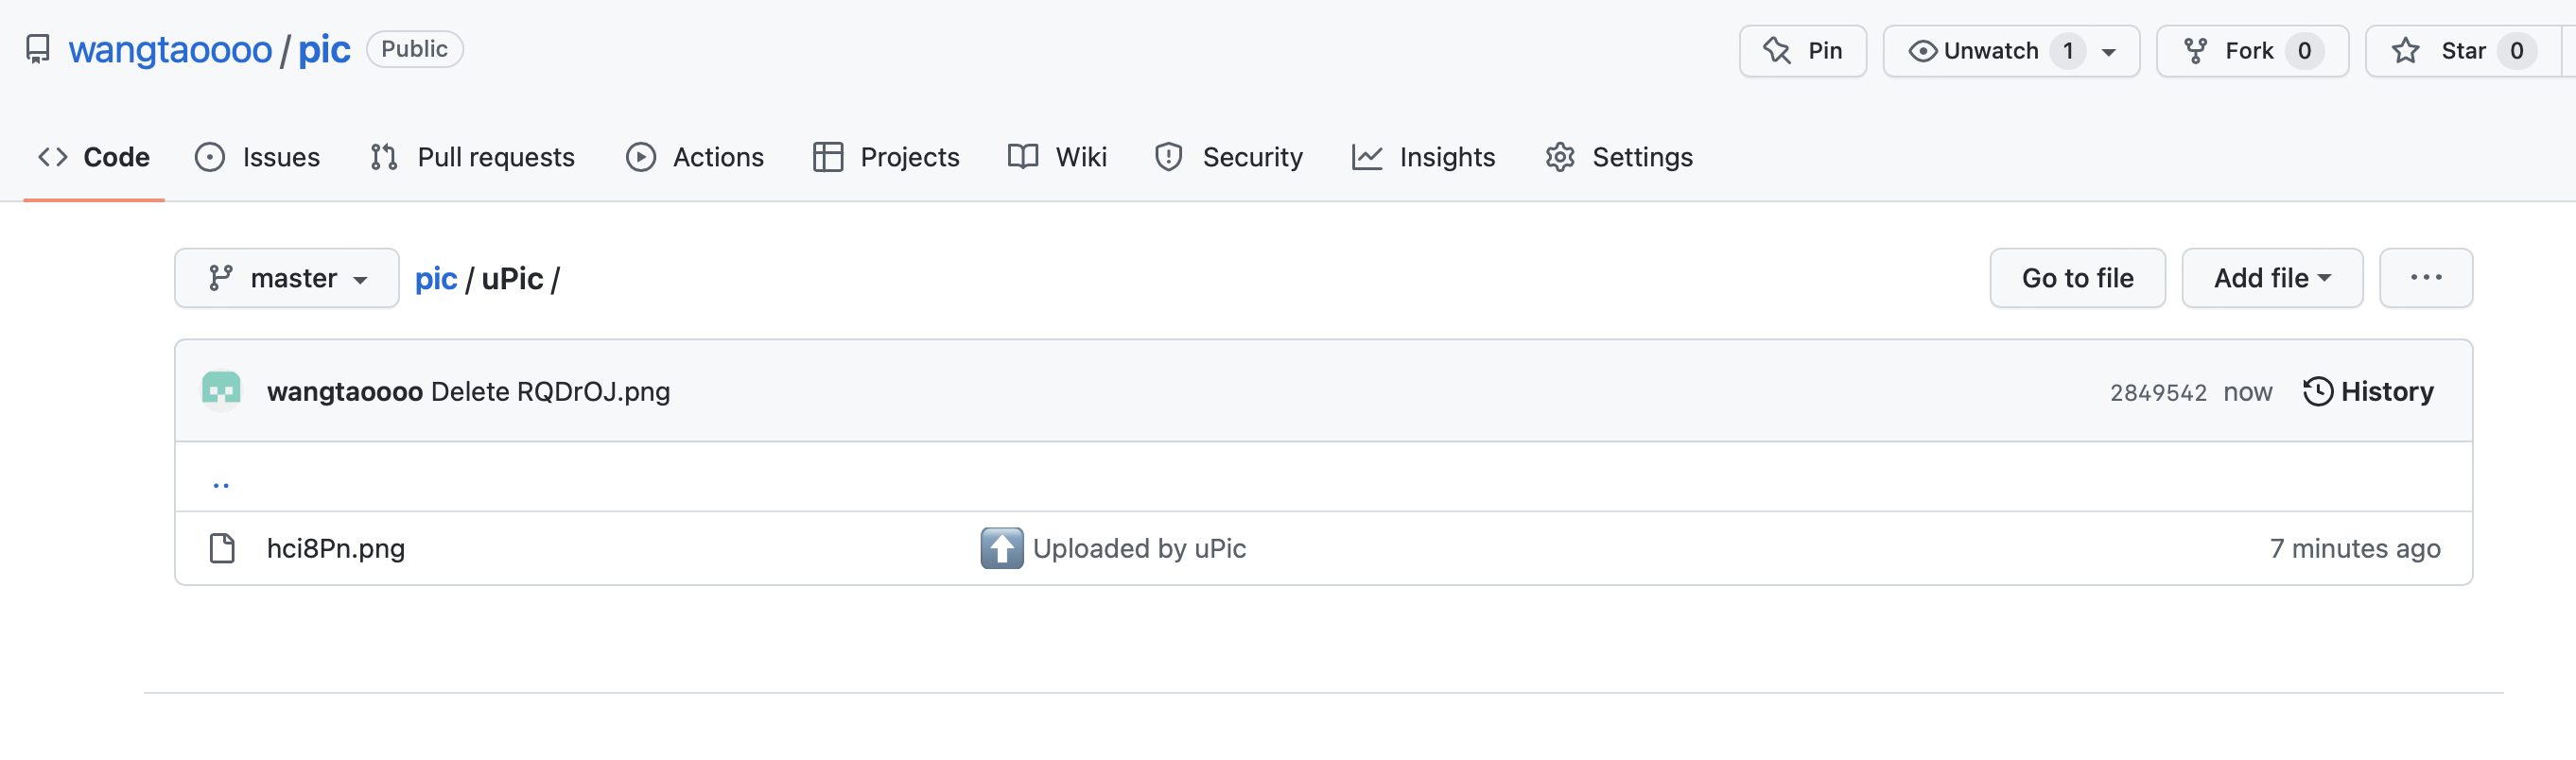 wangtaoooo / pic Public Pin Unwatch 1 Fork 0 Star 0
Code Issues Pull requests Actions Projects Wiki Security Insights Settings
master pic / uPic / Go to file Add file ...
wangtaoooo Delete RQDrOJ.png 2849542 now History
..
hci8Pn.png Uploaded by uPic 7 minutes ago